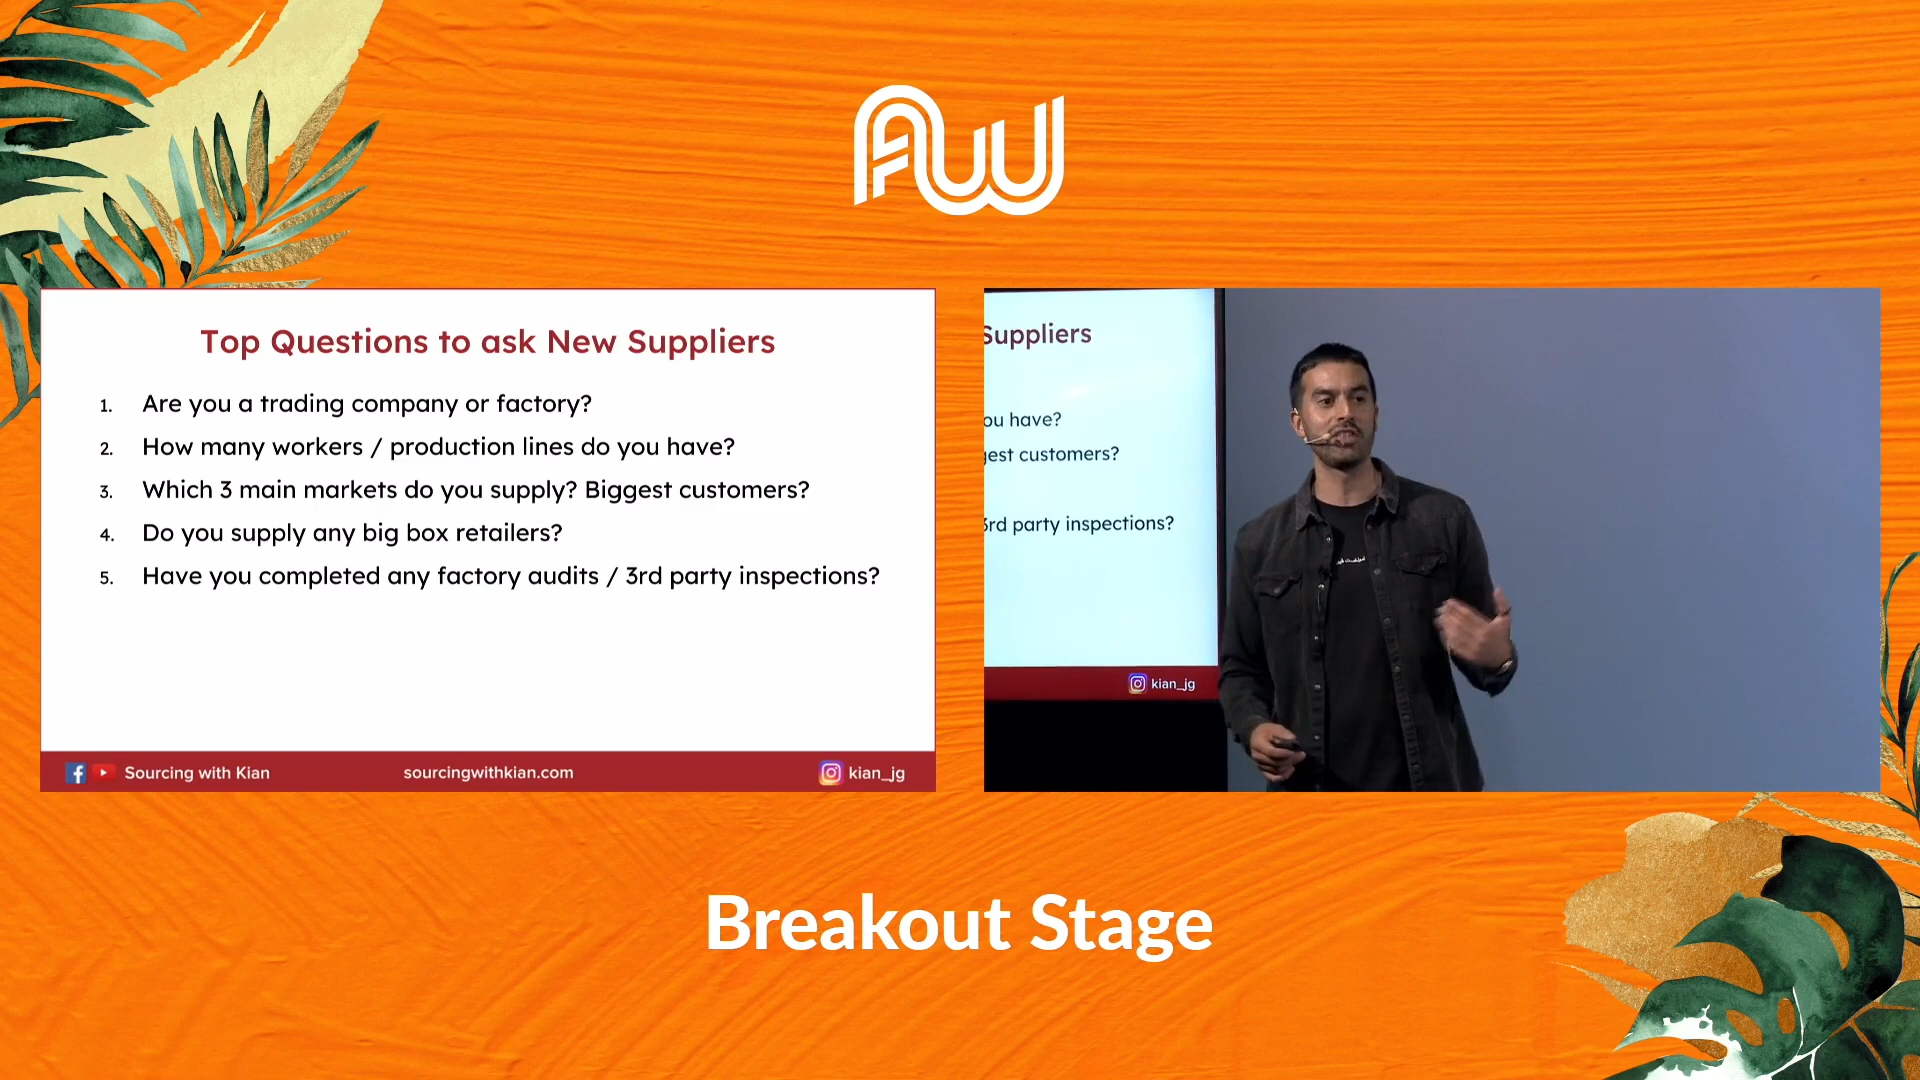 AW
Top Questions to ask New Suppliers
1. Are you a trading company or factory?
2. How many workers / production lines do you have?
3. Which 3 main markets do you supply? Biggest customers?
4. Do you supply any big box retailers?
5. Have you completed any factory audits / 3rd party inspections?
Sourcing with Kian
sourcingwithkian.com
kian_jg
Suppliers
ou have?
gest customers?
3rd party inspections?
kian_jg
Breakout Stage